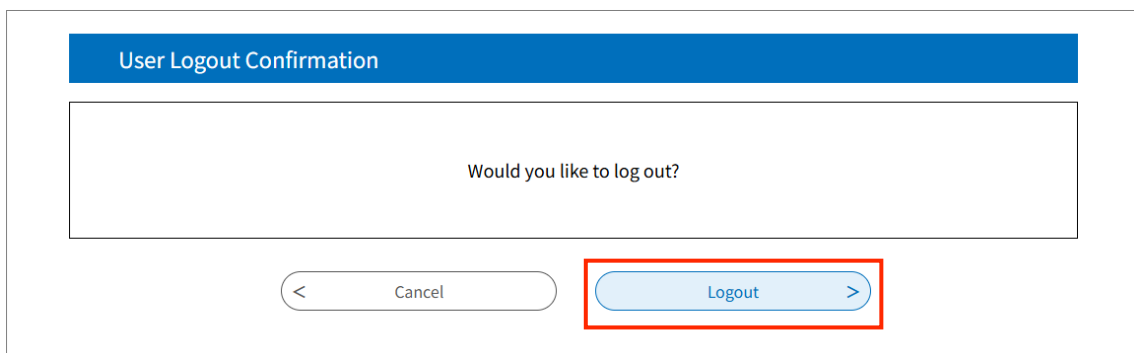 User Logout Confirmation
Would you like to log out?
< Cancel
Logout >